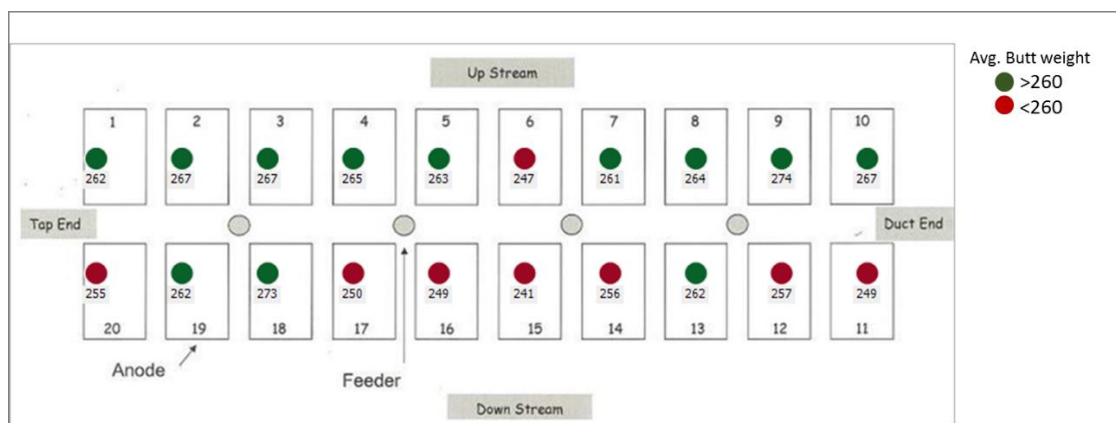 Up Stream
Avg. Butt weight
>260
<260
1 2 3 4 5 6 7 8 9 10
262 267 267 265 263 247 261 264 274 267
Tap End
Duct End
255 262 273 250 249 241 256 262 257 249
20 19 18 17 16 15 14 13 12 11
Anode
Feeder
Down Stream